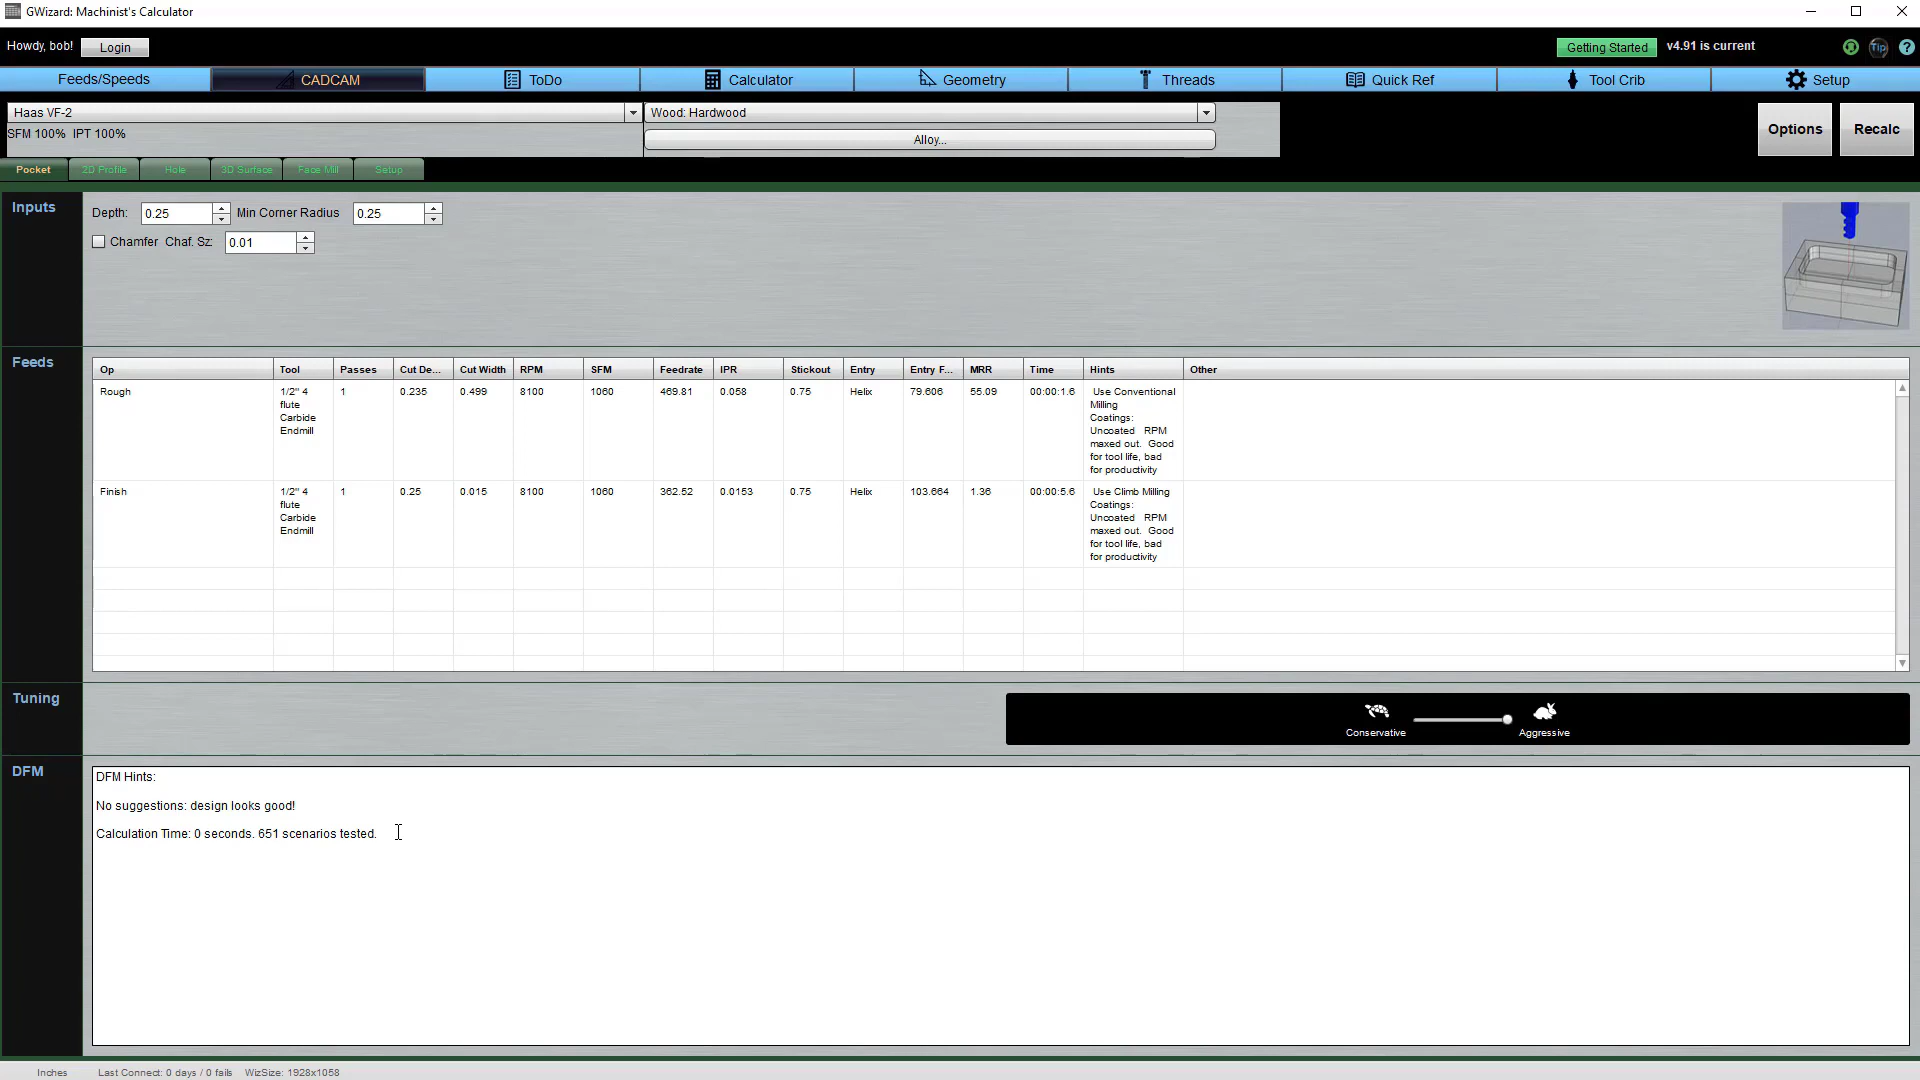 GWizard: Machinist's Calculator
Howdy, bob! Login Getting Started v4.91 is current Tip ?
Feeds/Speeds CADCAM ToDo Calculator Geometry Threads Quick Ref Tool Crib Setup
Haas VF-2 Wood: Hardwood
SFM 100% IPT 100% Alloy... Options Recalc
Pocket 2D Profile Hole 3D Surface Face Mill Setup
Inputs
Depth: 0.25 Min Corner Radius 0.25
Chamfer Chaf. Sz: 0.01
Feeds
Op Tool Passes Cut De... Cut Width RPM SFM Feedrate IPR Stickout Entry Entry F... MRR Time Hints Other
Rough 1/2" 4 1 0.235 0.499 8100 1060 469.81 0.058 0.75 Helix 79.606 55.09 00:00:1.6 Use Conventional
flute Milling
Carbide Coatings:
Endmill Uncoated RPM
maxed out. Good
for tool life, bad
for productivity
Finish 1/2" 4 1 0.25 0.015 8100 1060 362.52 0.0153 0.75 Helix 103.664 1.36 00:00:5.6 Use Climb Milling
flute Coatings:
Carbide Uncoated RPM
Endmill maxed out. Good
for tool life, bad
for productivity
Tuning
Conservative Aggressive
DFM
DFM Hints:
No suggestions: design looks good!
Calculation Time: 0 seconds. 651 scenarios tested.
Inches Last Connect: 0 days / 0 fails WizSize: 1928x1058